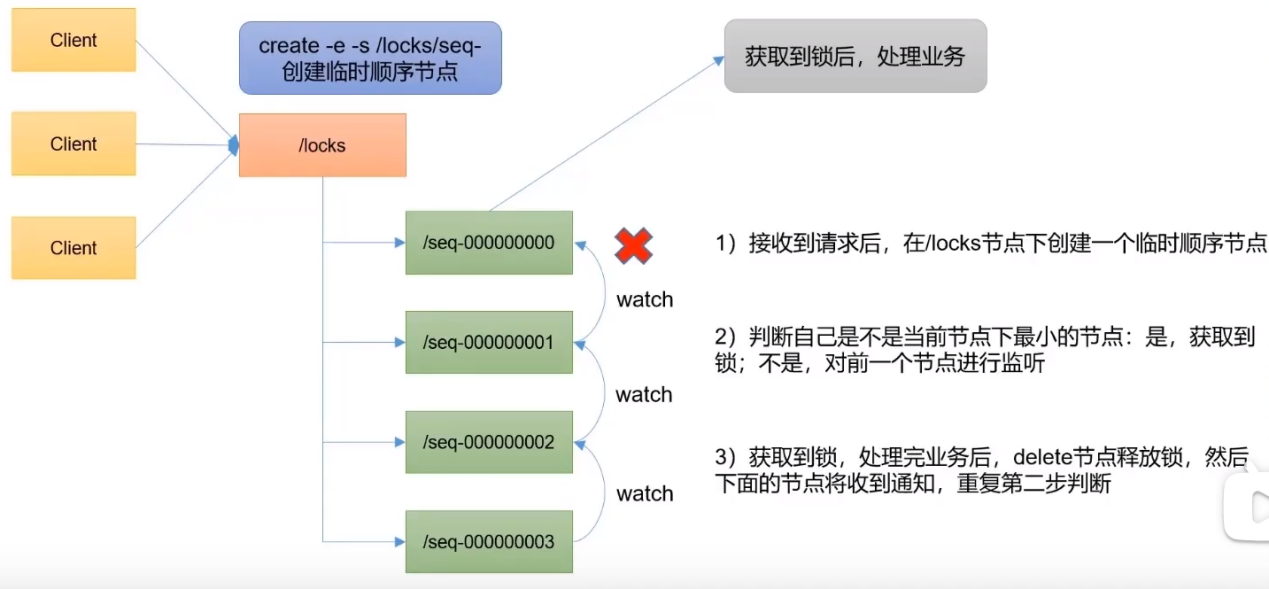 Client
create -e -s /locks/seq-
创建临时顺序节点
获取到锁后，处理业务
Client
/locks
Client
/seq-000000000
watch
/seq-000000001
watch
/seq-000000002
watch
/seq-000000003
1）接收到请求后，在/locks节点下创建一个临时顺序节点
2）判断自己是不是当前节点下最小的节点：是，获取到
锁；不是，对前一个节点进行监听
3）获取到锁，处理完业务后，delete节点释放锁，然后
下面的节点将收到通知，重复第二步判断